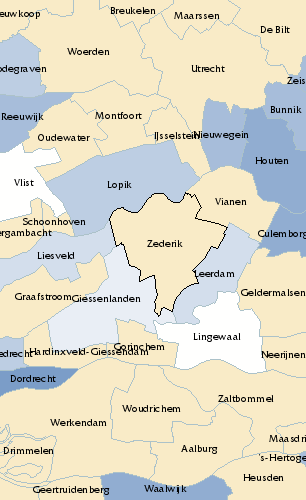 Breukelen
euwkoop
Maarssen
De Bilt
Woerden
odegraven
Utrecht
Zeis
Bunnik
Reeuwijk
Montfoort
Oudewater
IJsselstein
Nieuwegein
Houten
Vlist
Lopik
Vianen
Schoonhoven
ergambacht
Culemborg
Zederik
Liesveld
Leerdam
Graafstroom
Giessenlanden
Geldermalsen
Lingewaal
Gorinchem
edrecht
Hardinxveld-Giessendam
Neerijnen
Dordrecht
Zaltbommel
Woudrichem
Werkendam
Maasdri
Drimmelen
Aalburg
's-Hertoge
Heusden
Geertruidenberg
Waalwijk